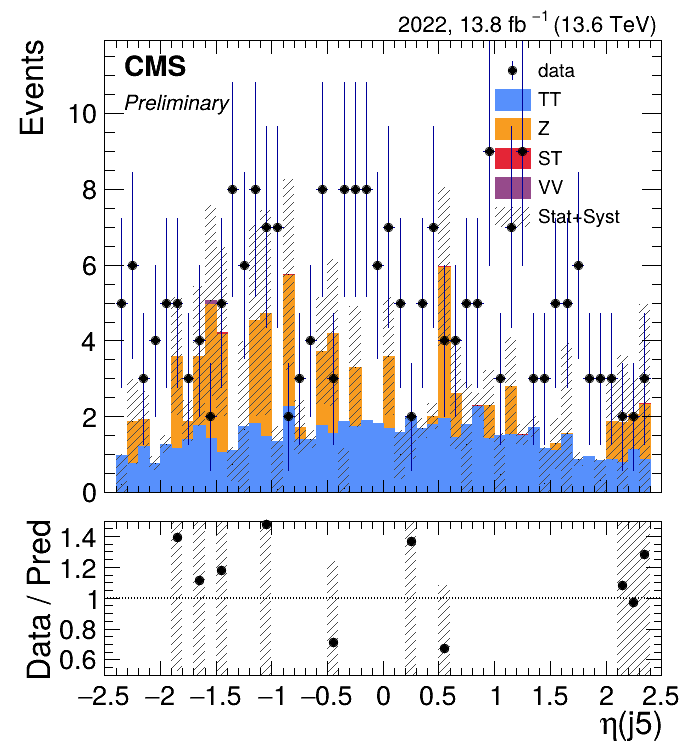 2022, 13.8 fb⁻¹ (13.6 TeV)
Events
CMS
Preliminary
data
TT
Z
ST
VV
Stat+Syst
10
8
6
4
2
0
Data / Pred
1.4
1.2
1
0.8
0.6
−2.5 −2 −1.5 −1 −0.5 0 0.5 1 1.5 2 2.5
η(j5)